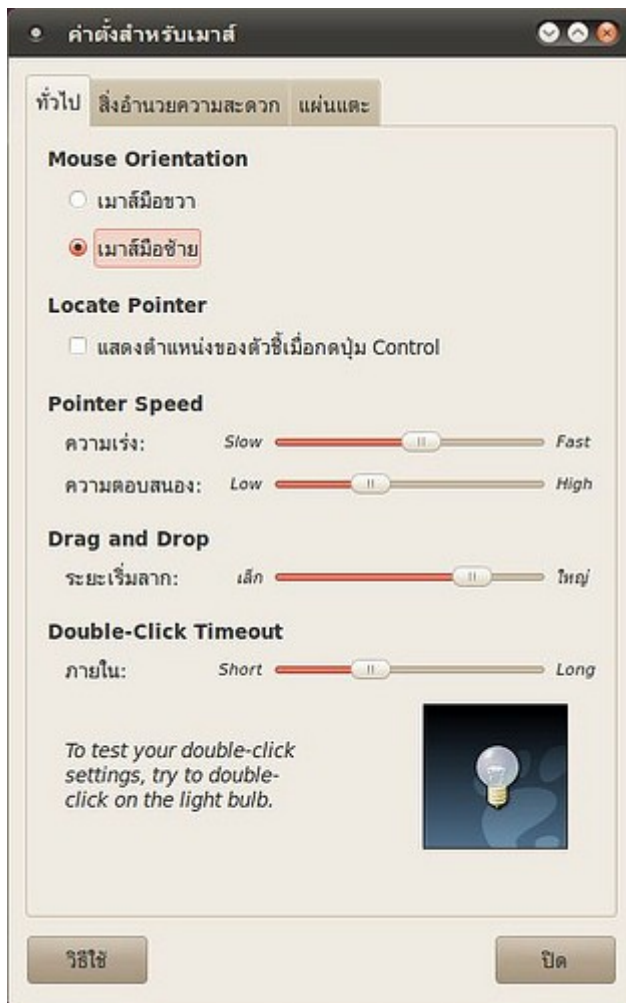 ค่าตั้งสำหรับเมาส์
ทั่วไป สิ่งอำนวยความสะดวก แผ่นแตะ
Mouse Orientation
เมาส์มือขวา
เมาส์มือซ้าย
Locate Pointer
แสดงตำแหน่งของตัวชี้เมื่อกดปุ่ม Control
Pointer Speed
ความเร่ง: Slow Fast
ความตอบสนอง: Low High
Drag and Drop
ระยะเริ่มลาก: เล็ก ใหญ่
Double-Click Timeout
ภายใน: Short Long
To test your double-click
settings, try to double-
click on the light bulb.
วิธีใช้ ปิด